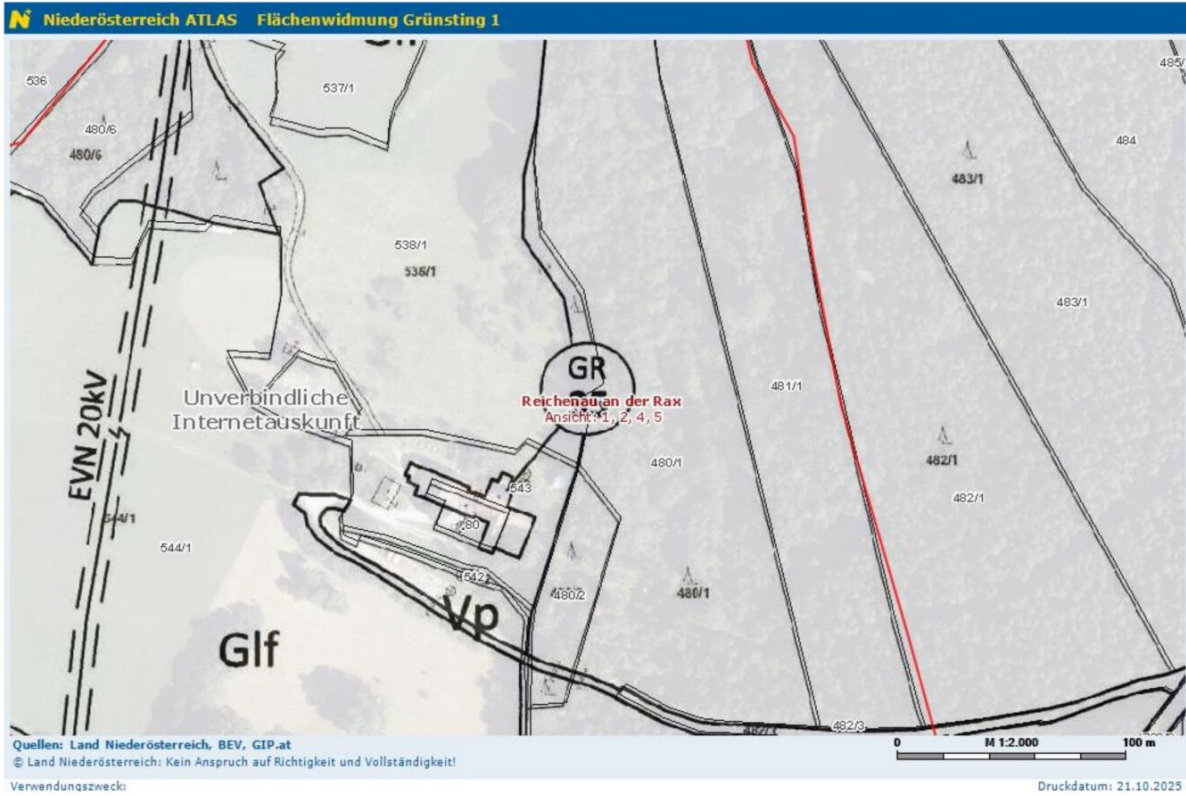 Niederösterreich ATLAS Flächenwidmung Grünsting 1
536
537/1
480/6
480/6
484
483/1
538/1
538/1
483/1
GR
Reichenau an der Rax
Ansicht: 1, 2, 4, 5
481/1
Unverbindliche
Internetauskunft
EVN 20kV
480/1
482/1
482/1
543
.80
544/1
544/1
542
480/2
480/1
Vp
Glf
482/3
Quellen: Land Niederösterreich, BEV, GIP.at
© Land Niederösterreich: Kein Anspruch auf Richtigkeit und Vollständigkeit!
0 M 1:2.000 100 m
Verwendungszweck:
Druckdatum: 21.10.2025